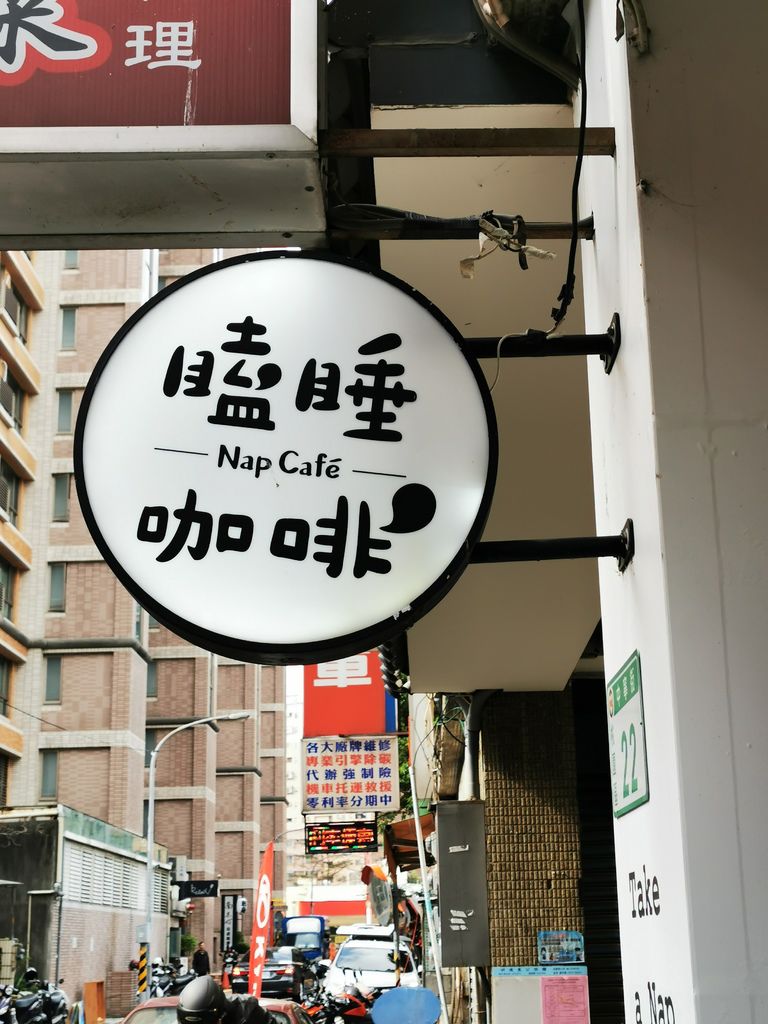 理
瞌睡
Nap Café
咖啡
車
各大廠牌維修
專業引擎除碳
代辦強制險
機車托運救援
零利率分期中
22
Take
a Nap